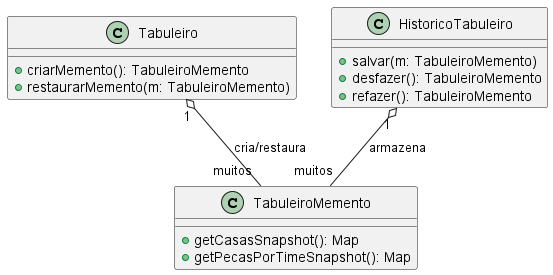 C Tabuleiro
criarMemento(): TabuleiroMemento
restaurarMemento(m: TabuleiroMemento)
C HistoricoTabuleiro
salvar(m: TabuleiroMemento)
desfazer(): TabuleiroMemento
refazer(): TabuleiroMemento
1
1
cria/restaura
armazena
muitos
muitos
C TabuleiroMemento
getCasasSnapshot(): Map
getPecasPorTimeSnapshot(): Map